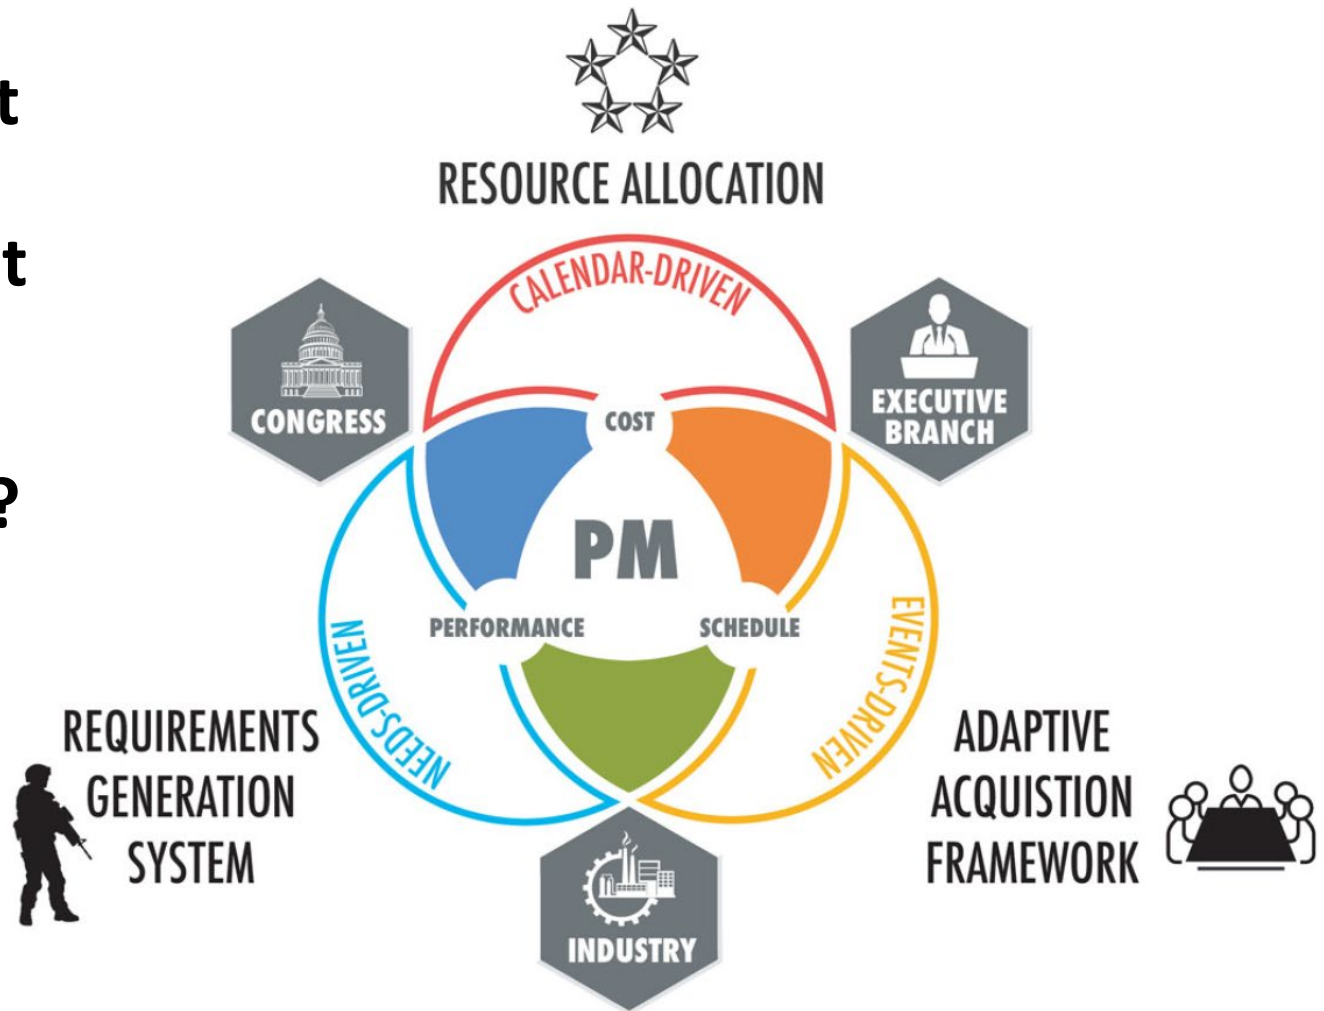 t
t
?
RESOURCE ALLOCATION
CALENDAR-DRIVEN
CONGRESS
EXECUTIVE
BRANCH
COST
PM
PERFORMANCE
SCHEDULE
NEEDS-DRIVEN
EVENTS-DRIVEN
REQUIREMENTS
GENERATION
SYSTEM
ADAPTIVE
ACQUISTION
FRAMEWORK
INDUSTRY